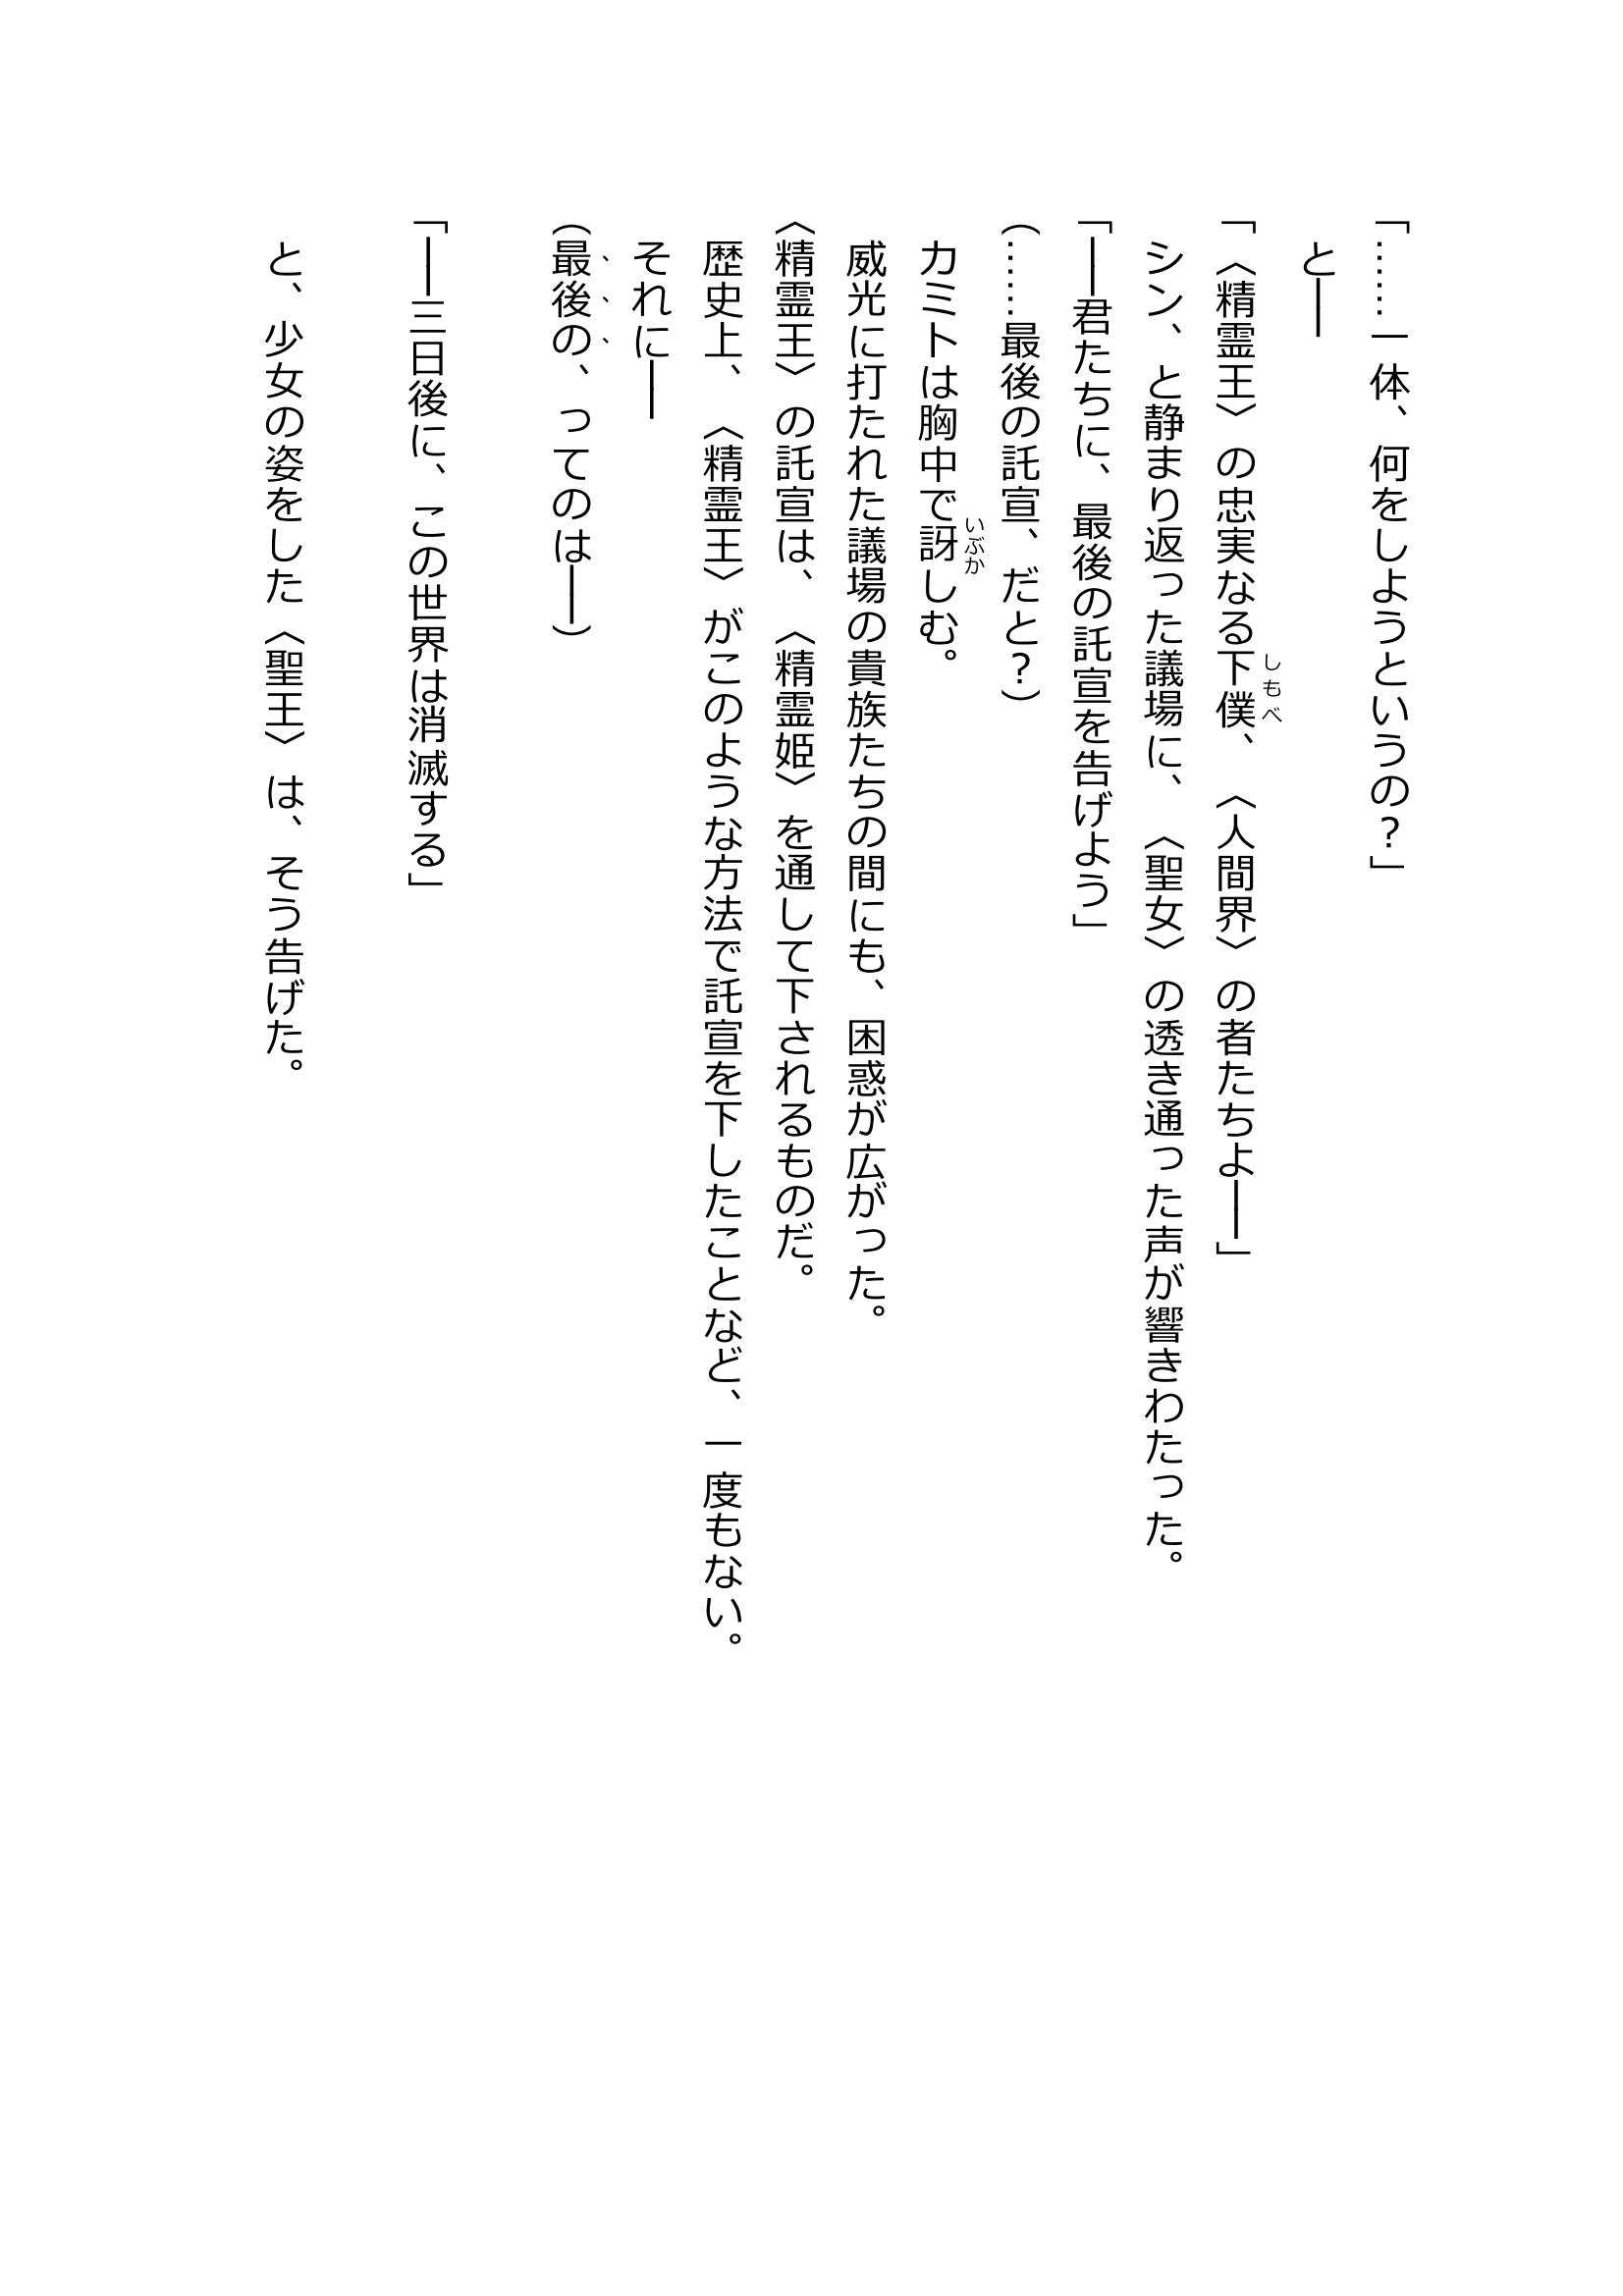 「……一体、何をしようというの？」
と――
「〈精霊王〉の忠実なる下僕、〈人間界〉の者たちよ――」
しもべ
シン、と静まり返った議場に、〈聖女〉の透き通った声が響きわたった。
「――君たちに、最後の託宣を告げよう」
（……最後の託宣、だと？）
カミトは胸中で訝しむ。
いぶか
威光に打たれた議場の貴族たちの間にも、困惑が広がった。
〈精霊王〉の託宣は、〈精霊姫〉を通して下されるものだ。
歴史上、〈精霊王〉がこのような方法で託宣を下したことなど、一度もない。
それに――
（最後の、ってのは――）
「――三日後に、この世界は消滅する」
と、少女の姿をした〈聖王〉は、そう告げた。